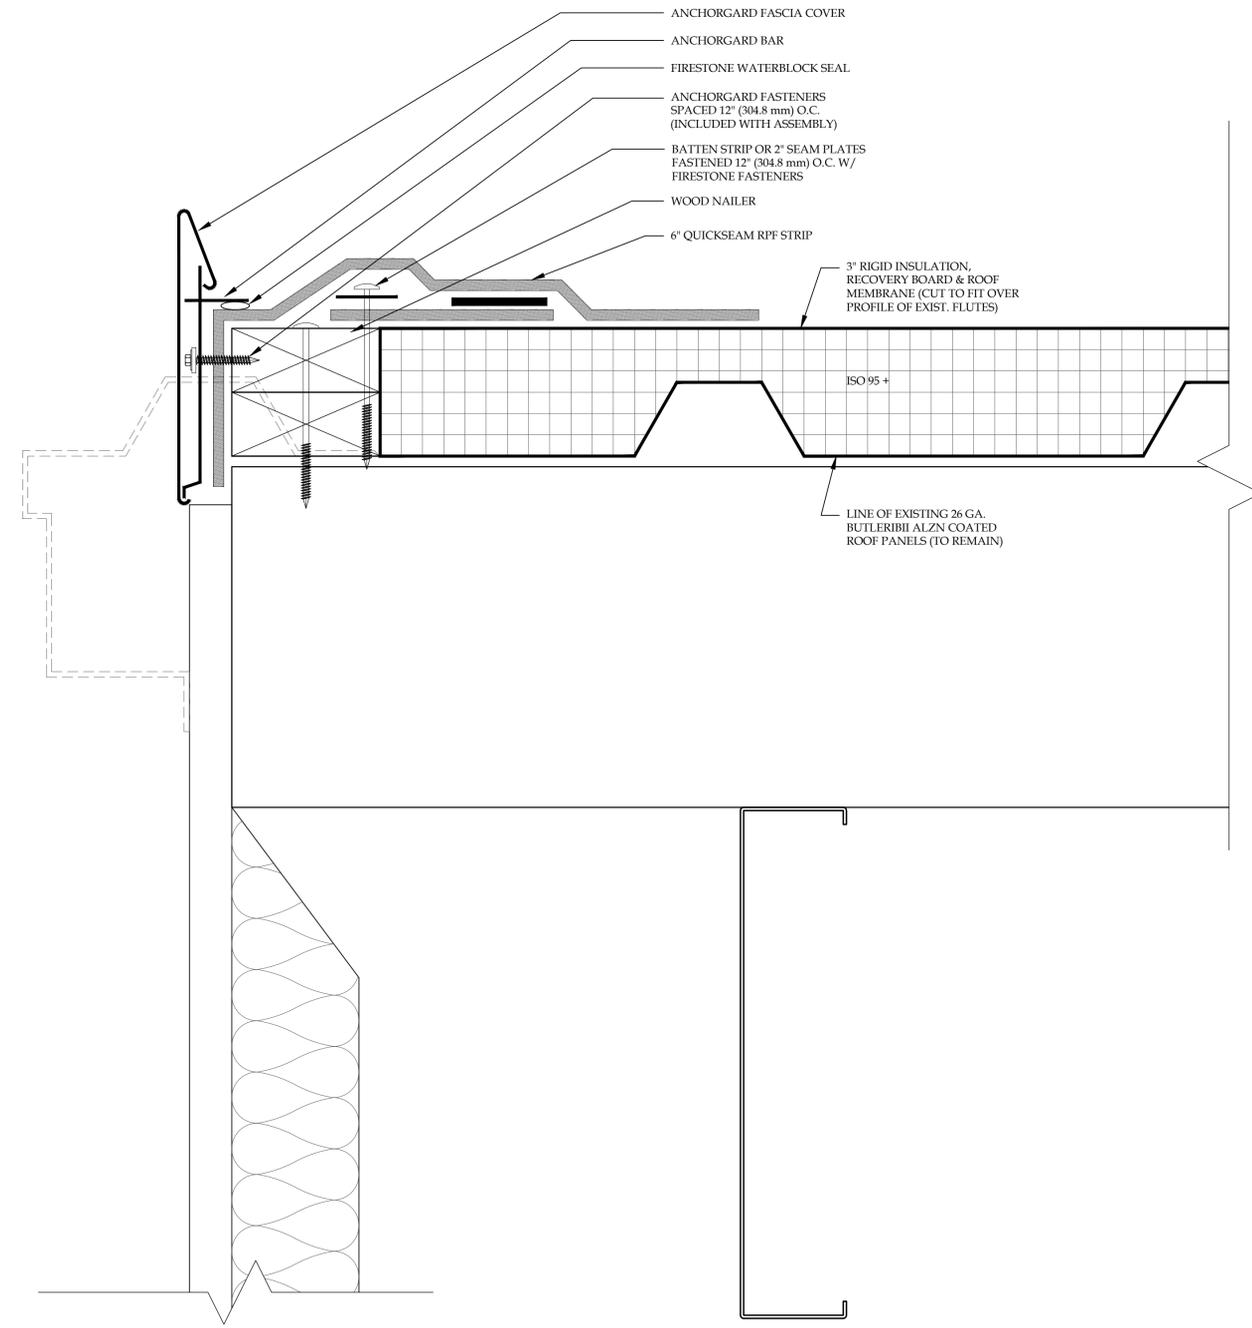 ANCHORGARD FASCIA COVER
ANCHORGARD BAR
FIRESTONE WATERBLOCK SEAL
ANCHORGARD FASTENERS
SPACED 12" (304.8 mm) O.C.
(INCLUDED WITH ASSEMBLY)
BATTEN STRIP OR 2" SEAM PLATES
FASTENED 12" (304.8 mm) O.C. W/
FIRESTONE FASTENERS
WOOD NAILER
6" QUICKSEAM RPF STRIP
3" RIGID INSULATION,
RECOVERY BOARD & ROOF
MEMBRANE (CUT TO FIT OVER
PROFILE OF EXIST. FLUTES)
ISO 95 +
LINE OF EXISTING 26 GA.
BUTLERIBII ALZN COATED
ROOF PANELS (TO REMAIN)